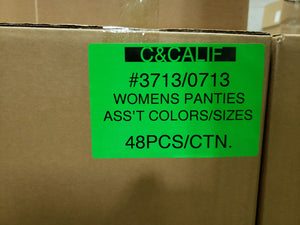 C&CALIF
#3713/0713
WOMENS PANTIES
ASS'T COLORS/SIZES
48PCS/CTN.